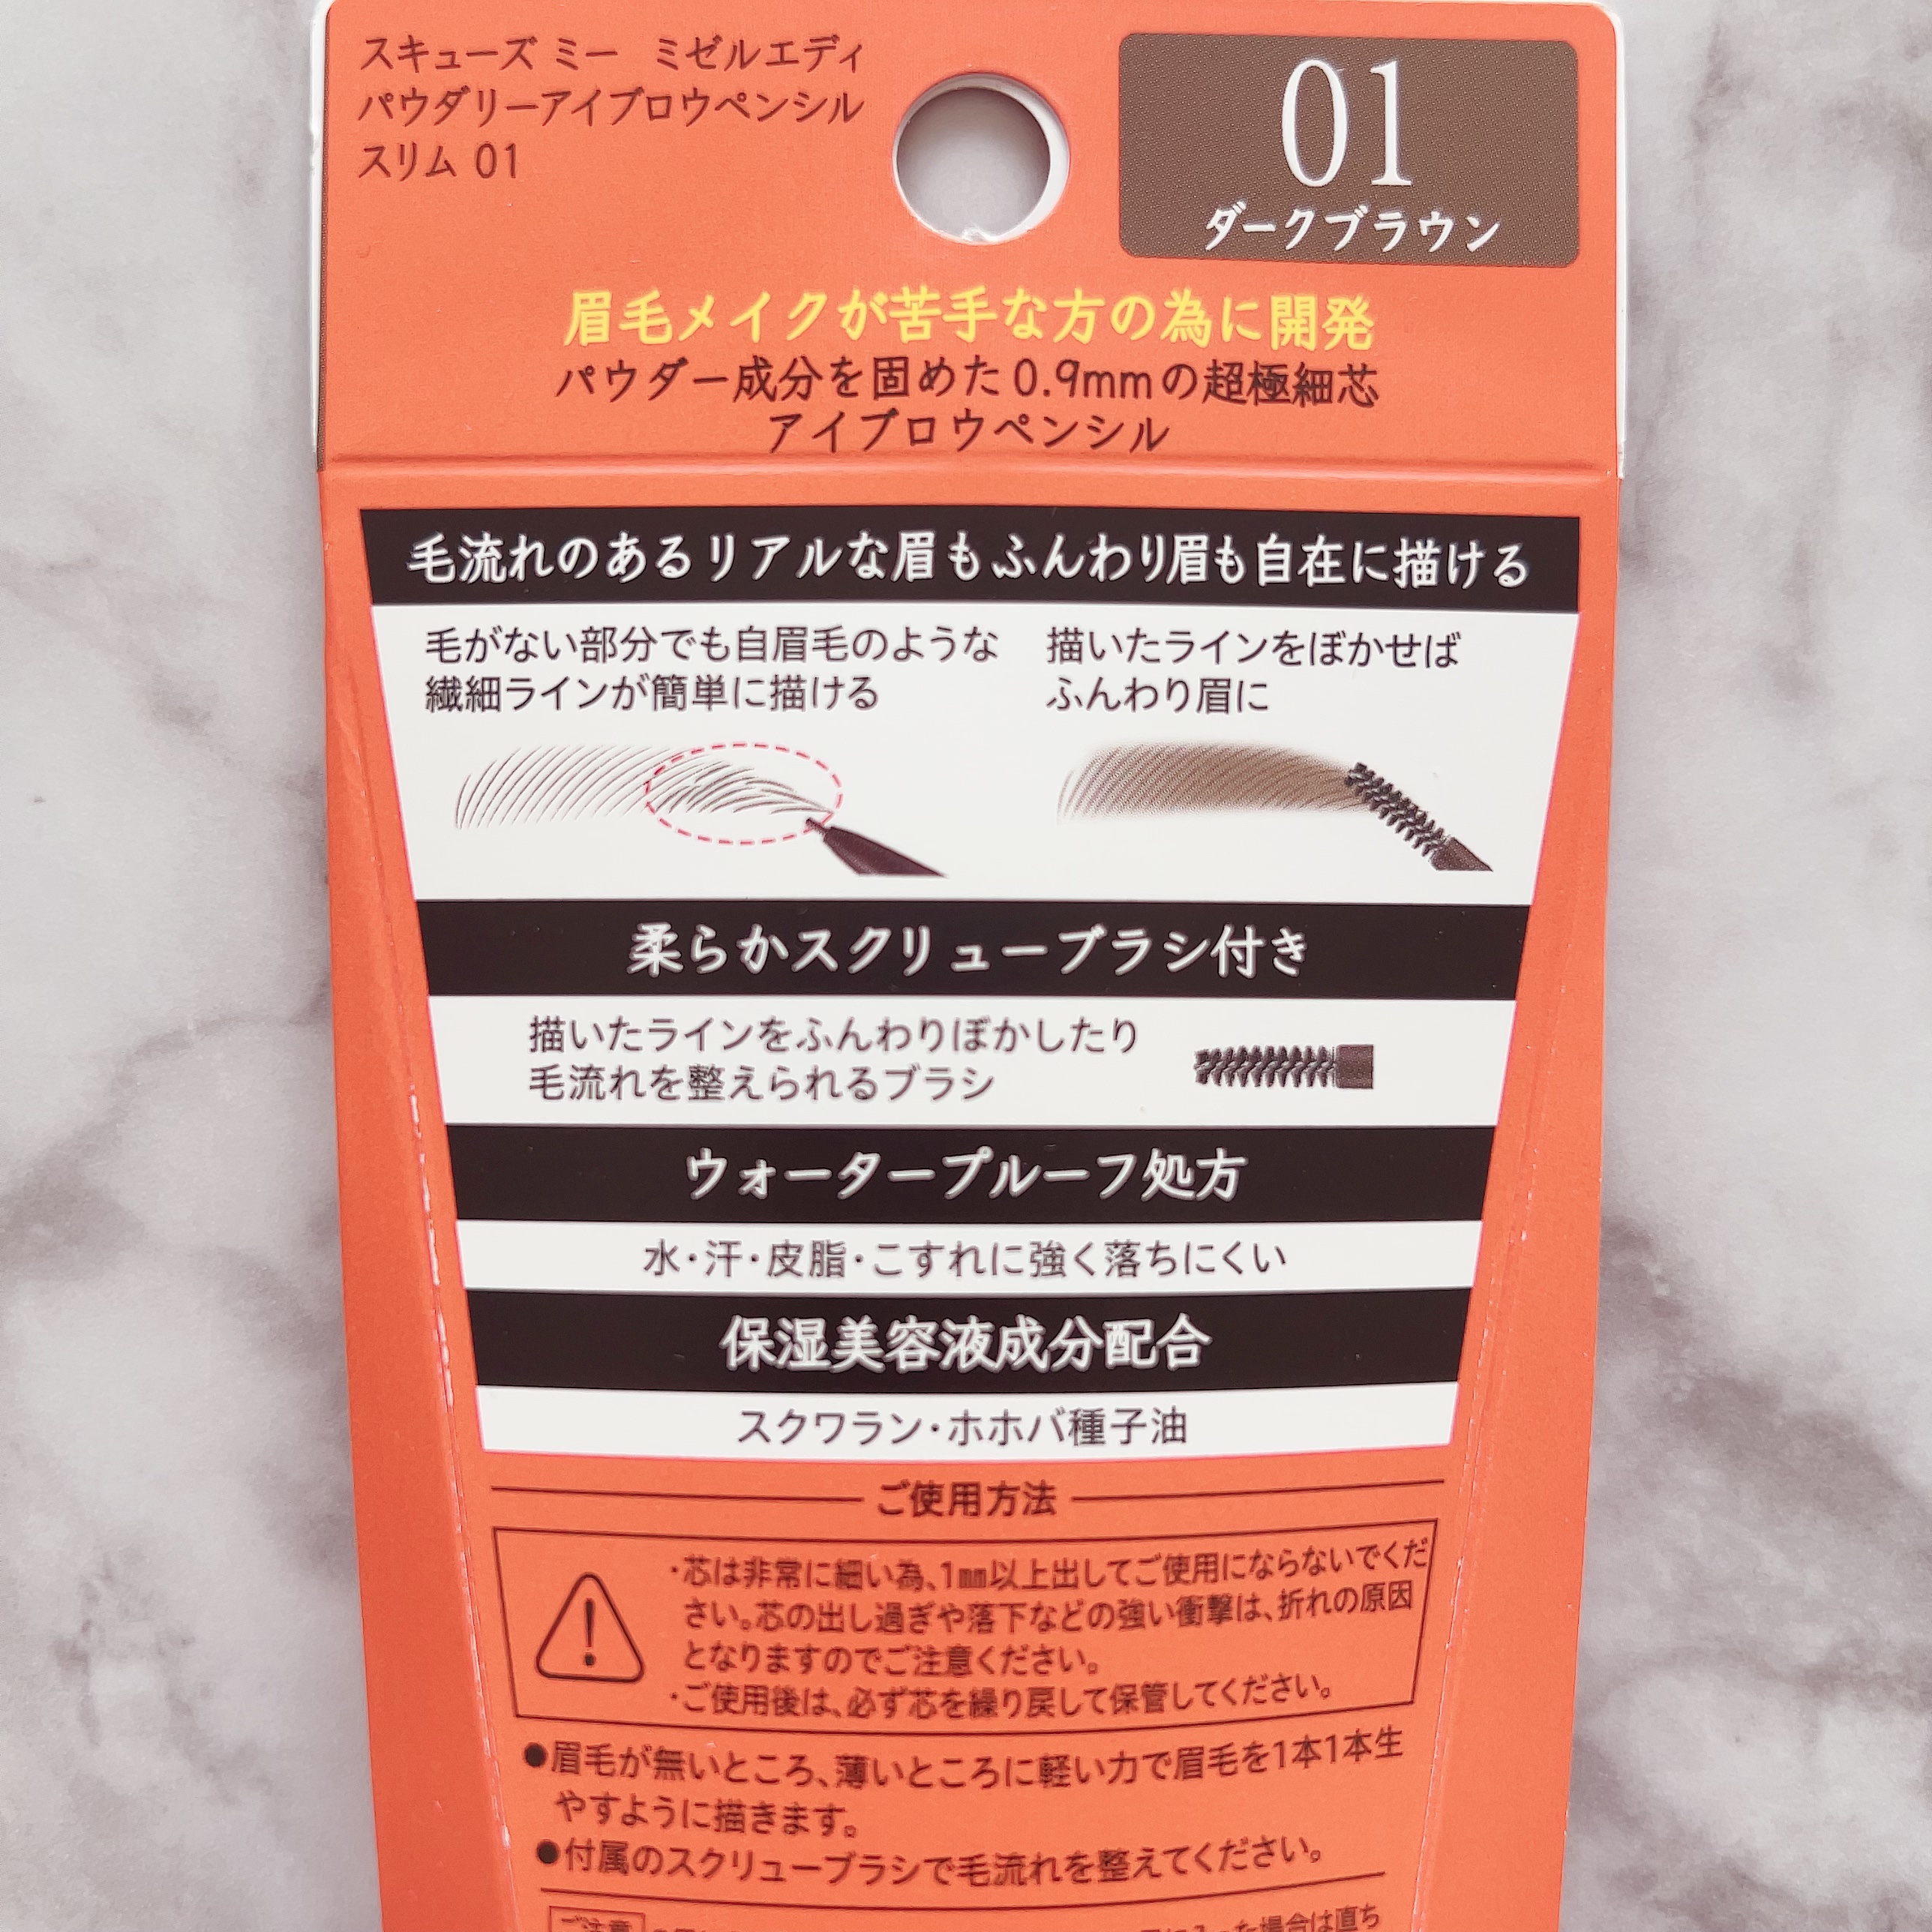 スキューズ ミー ミゼルエディ
パウダリーアイブロウペンシル
スリム 01
01
ダークブラウン
眉毛メイクが苦手な方の為に開発
パウダー成分を固めた0.9mmの超極細芯
アイブロウペンシル
毛流れのあるリアルな眉もふんわり眉も自在に描ける
毛がない部分でも自眉毛のような
繊細ラインが簡単に描ける
描いたラインをぼかせば
ふんわり眉に
柔らかスクリューブラシ付き
描いたラインをふんわりぼかしたり
毛流れを整えられるブラシ
ウォータープルーフ処方
水・汗・皮脂・こすれに強く落ちにくい
保湿美容液成分配合
スクワラン・ホホバ種子油
ご使用方法
・芯は非常に細い為、1㎜以上出してご使用にならないでくだ
さい。芯の出し過ぎや落下などの強い衝撃は、折れの原因
となりますのでご注意ください。
・ご使用後は、必ず芯を繰り戻して保管してください。
●眉毛が無いところ、薄いところに軽い力で眉毛を1本1本生
やすように描きます。
●付属のスクリューブラシで毛流れを整えてください。
ご注意
場合は直ち